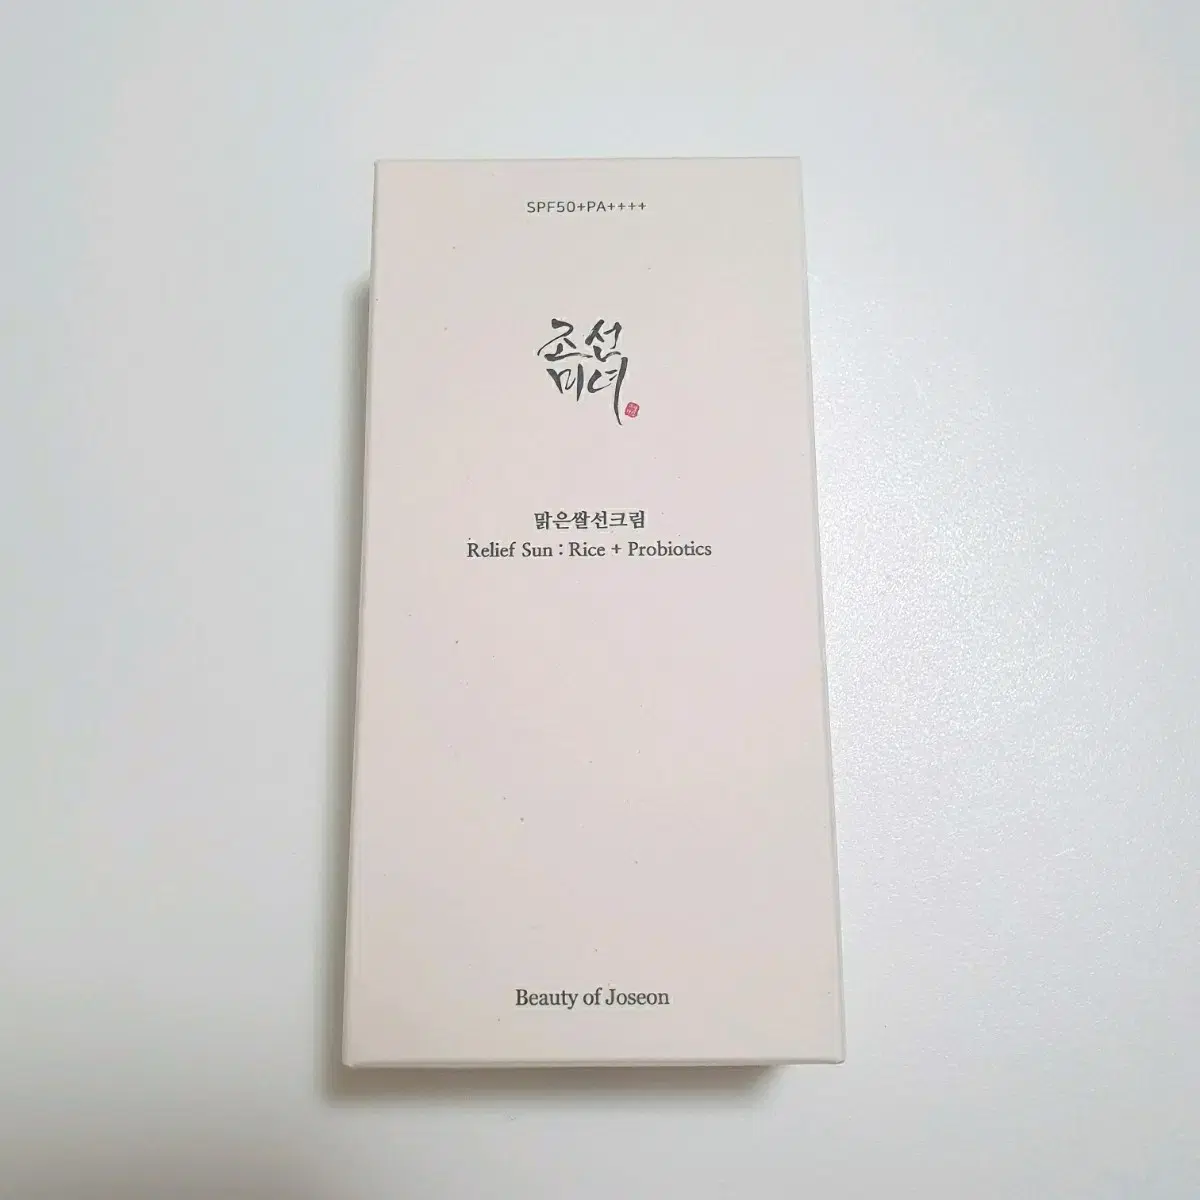 SPF50+PA++++
조선
미녀
맑은쌀선크림
Relief Sun : Rice + Probiotics
Beauty of Joseon